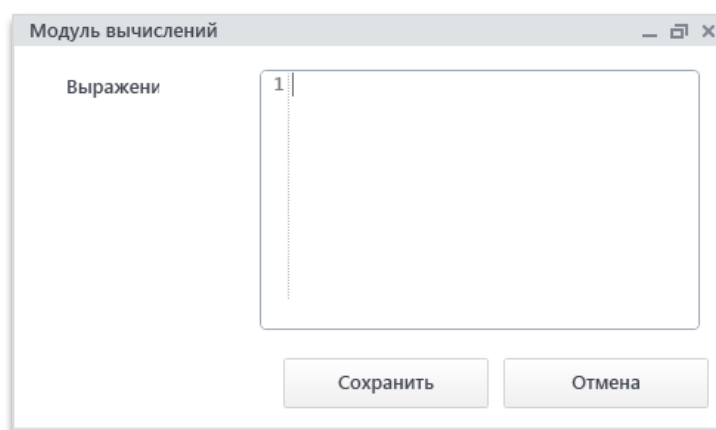 Модуль вычислений
Выражени
1
Сохранить
Отмена